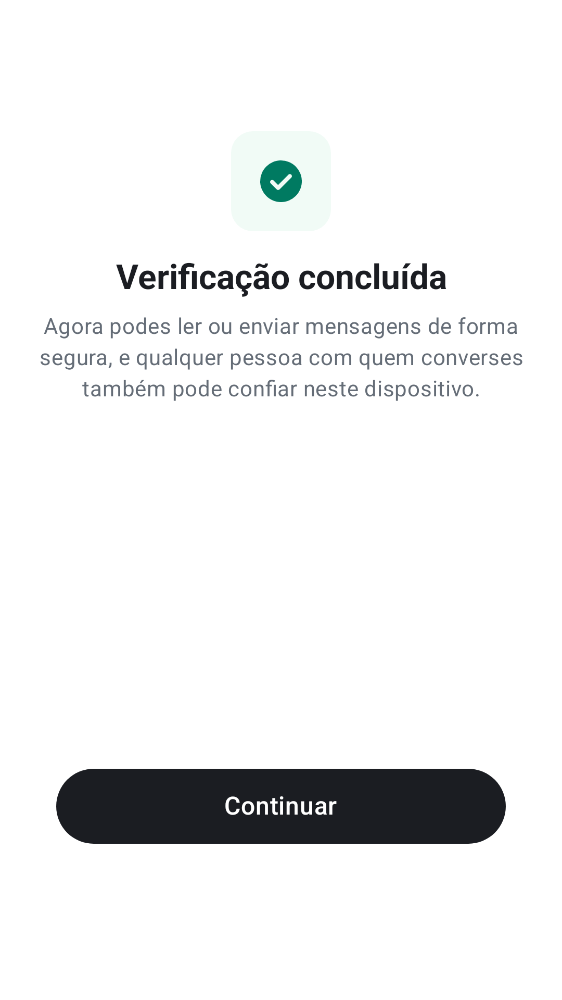 Verificação concluída
Agora podes ler ou enviar mensagens de forma
segura, e qualquer pessoa com quem converses
também pode confiar neste dispositivo.
Continuar